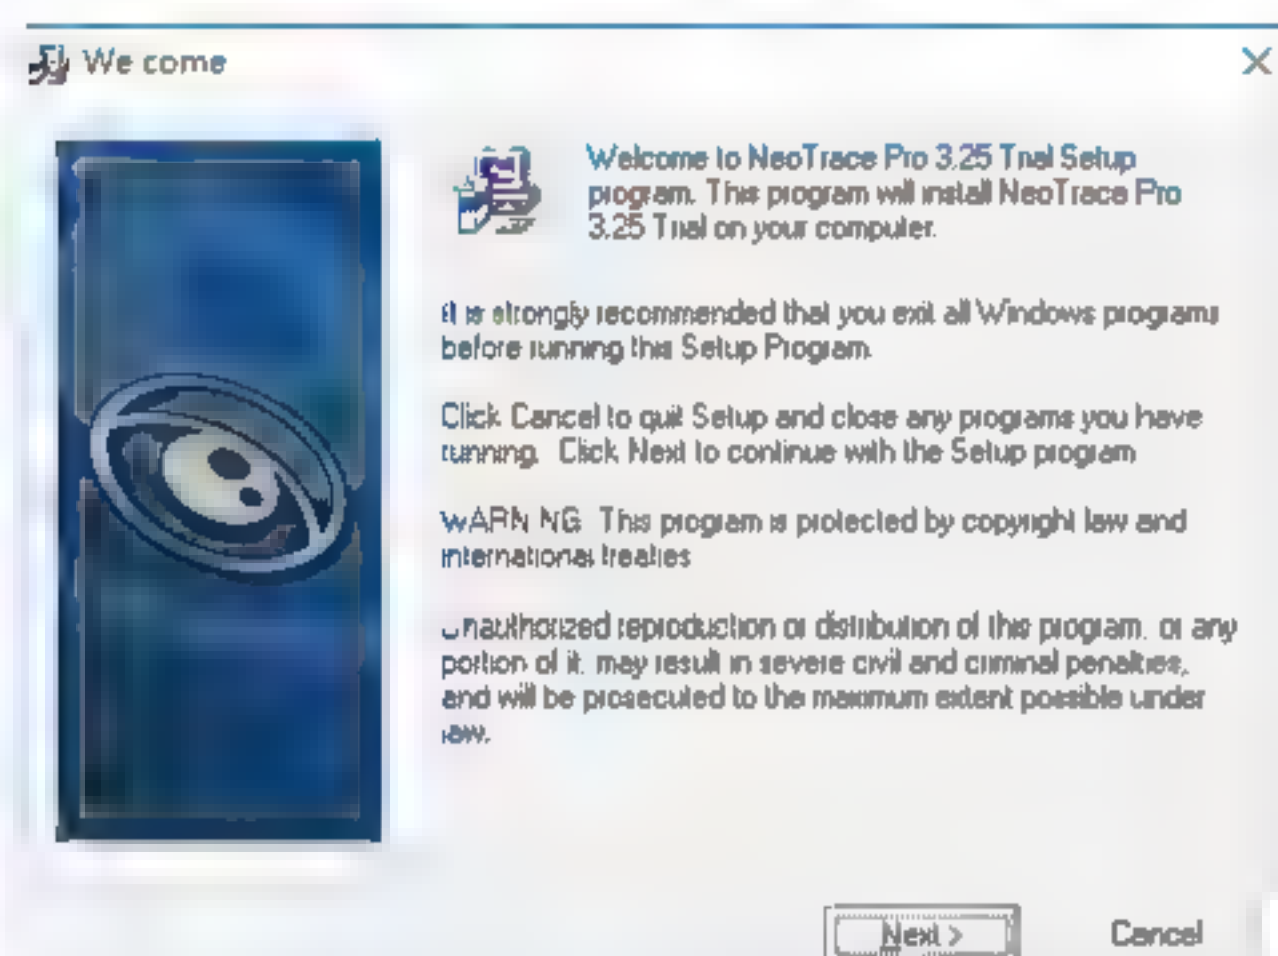 Welcome
Welcome to NeoTrace Pro 3.25 Trial Setup
program. This program will install NeoTrace Pro
3.25 Trial on your computer.
It is strongly recommended that you exit all Windows programs
before running this Setup Program.
Click Cancel to quit Setup and close any programs you have
running. Click Next to continue with the Setup program.
WARNING: This program is protected by copyright law and
international treaties.
Unauthorized reproduction or distribution of this program, or any
portion of it, may result in severe civil and criminal penalties,
and will be prosecuted to the maximum extent possible under
law.
Next >
Cancel